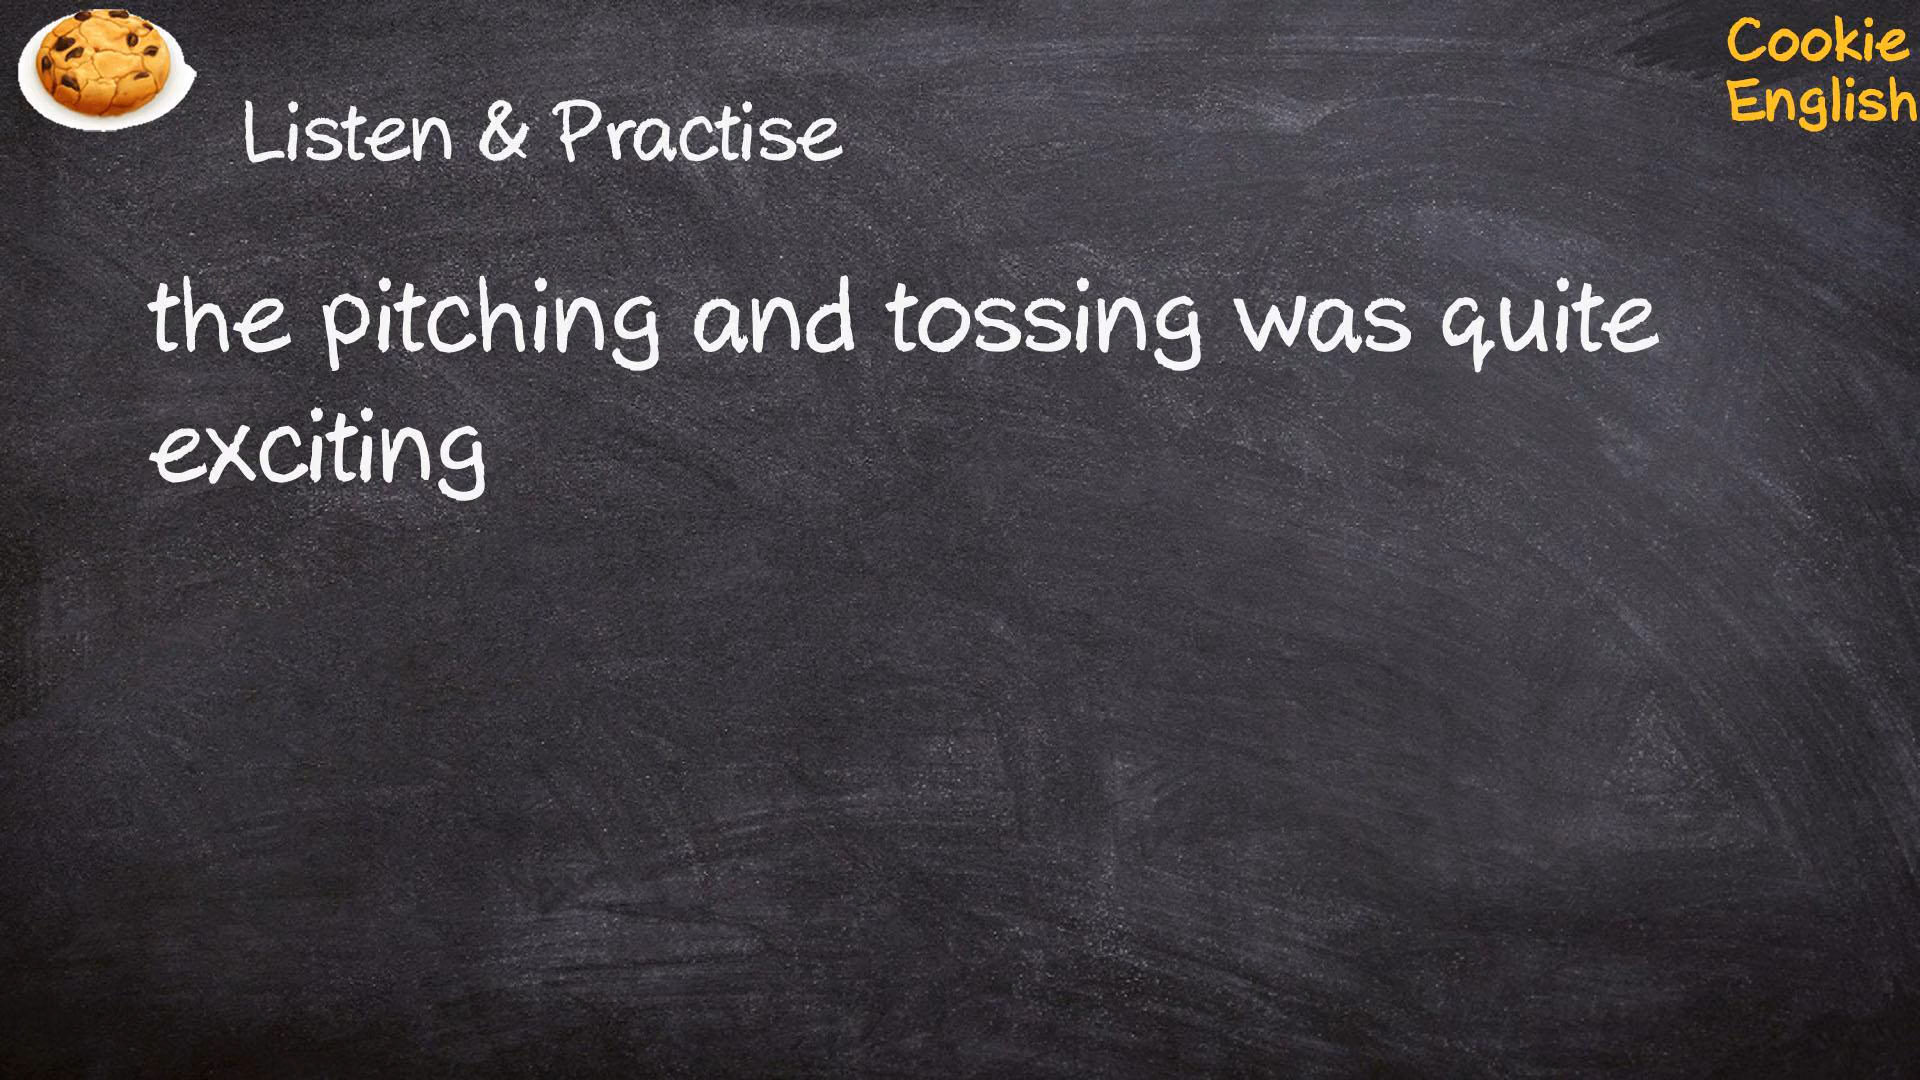 Cookie
English
Listen & Practise
the pitching and tossing was quite
exciting